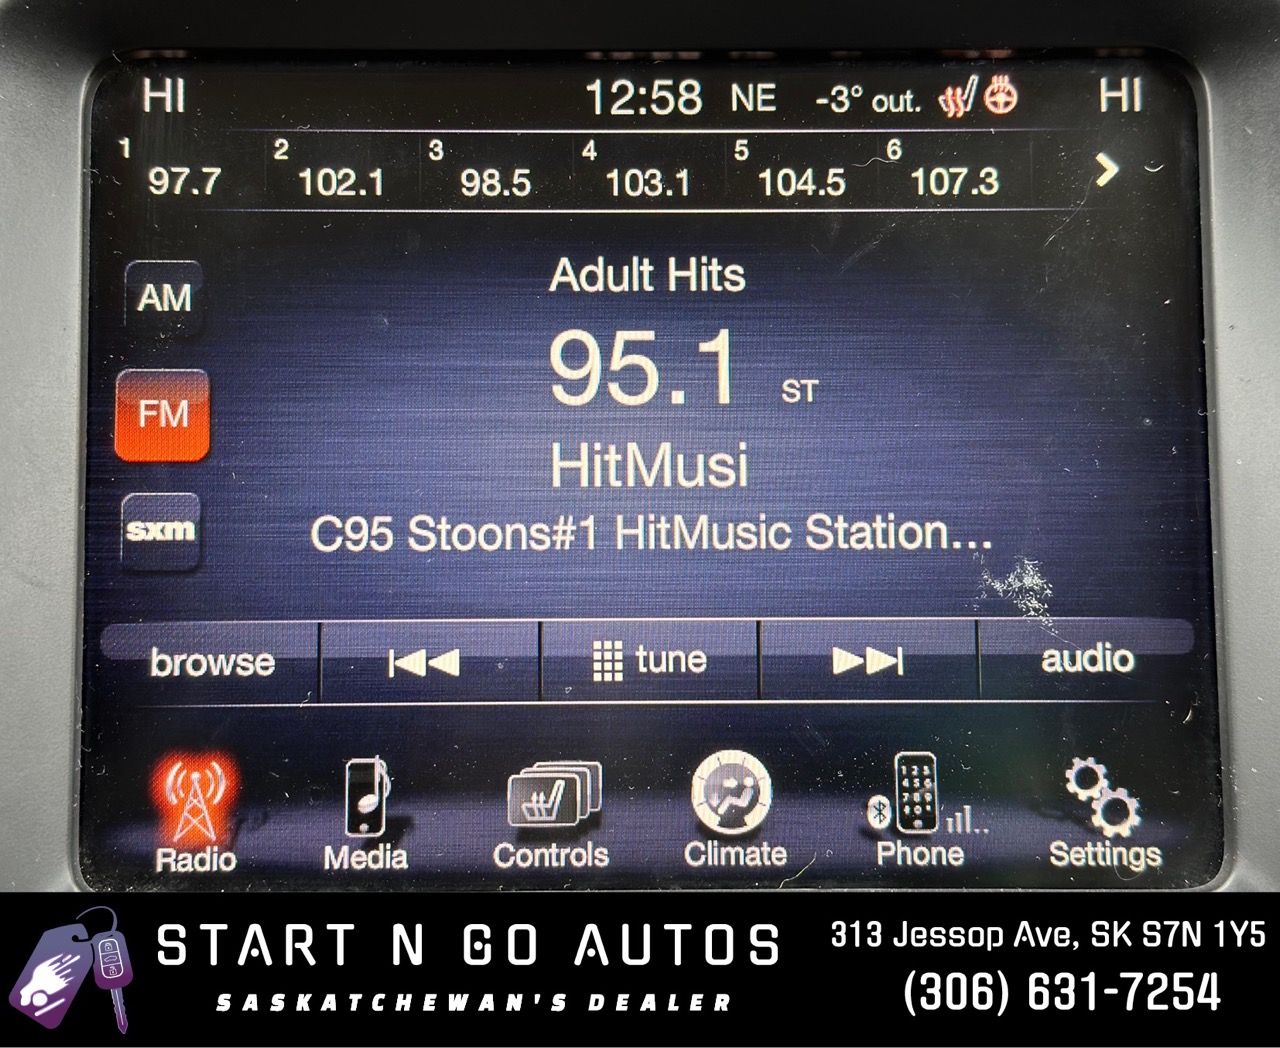 HI 12:58 NE -3° out. HI
1 2 3 4 5 6
97.7 102.1 98.5 103.1 104.5 107.3
Adult Hits
AM
95.1 ST
FM
HitMusi
sxm
C95 Stoons#1 HitMusic Station...
browse tune audio
Radio Media Controls Climate Phone Settings
START N GO AUTOS
SASKATCHEWAN'S DEALER
313 Jessop Ave, SK S7N 1Y5
(306) 631-7254